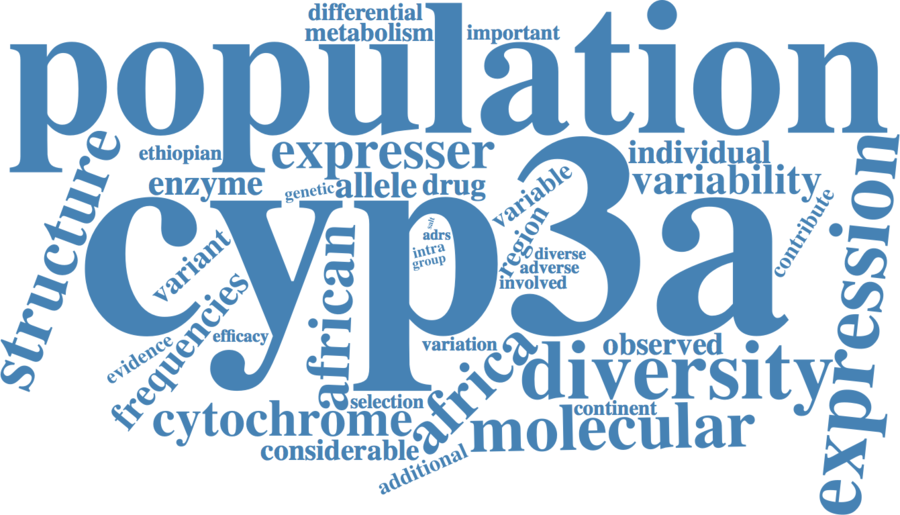 differential
metabolism
important
population
ethiopian
expresser
individual
enzyme
genetic
allele
drug
variable
variability
structure
cyp3a
expression
contribute
salt
adrs
intra
group
region
diverse
adverse
involved
variant
african
frequencies
efficacy
evidence
variation
africa
observed
diversity
selection
continent
cytochrome
molecular
considerable
additional